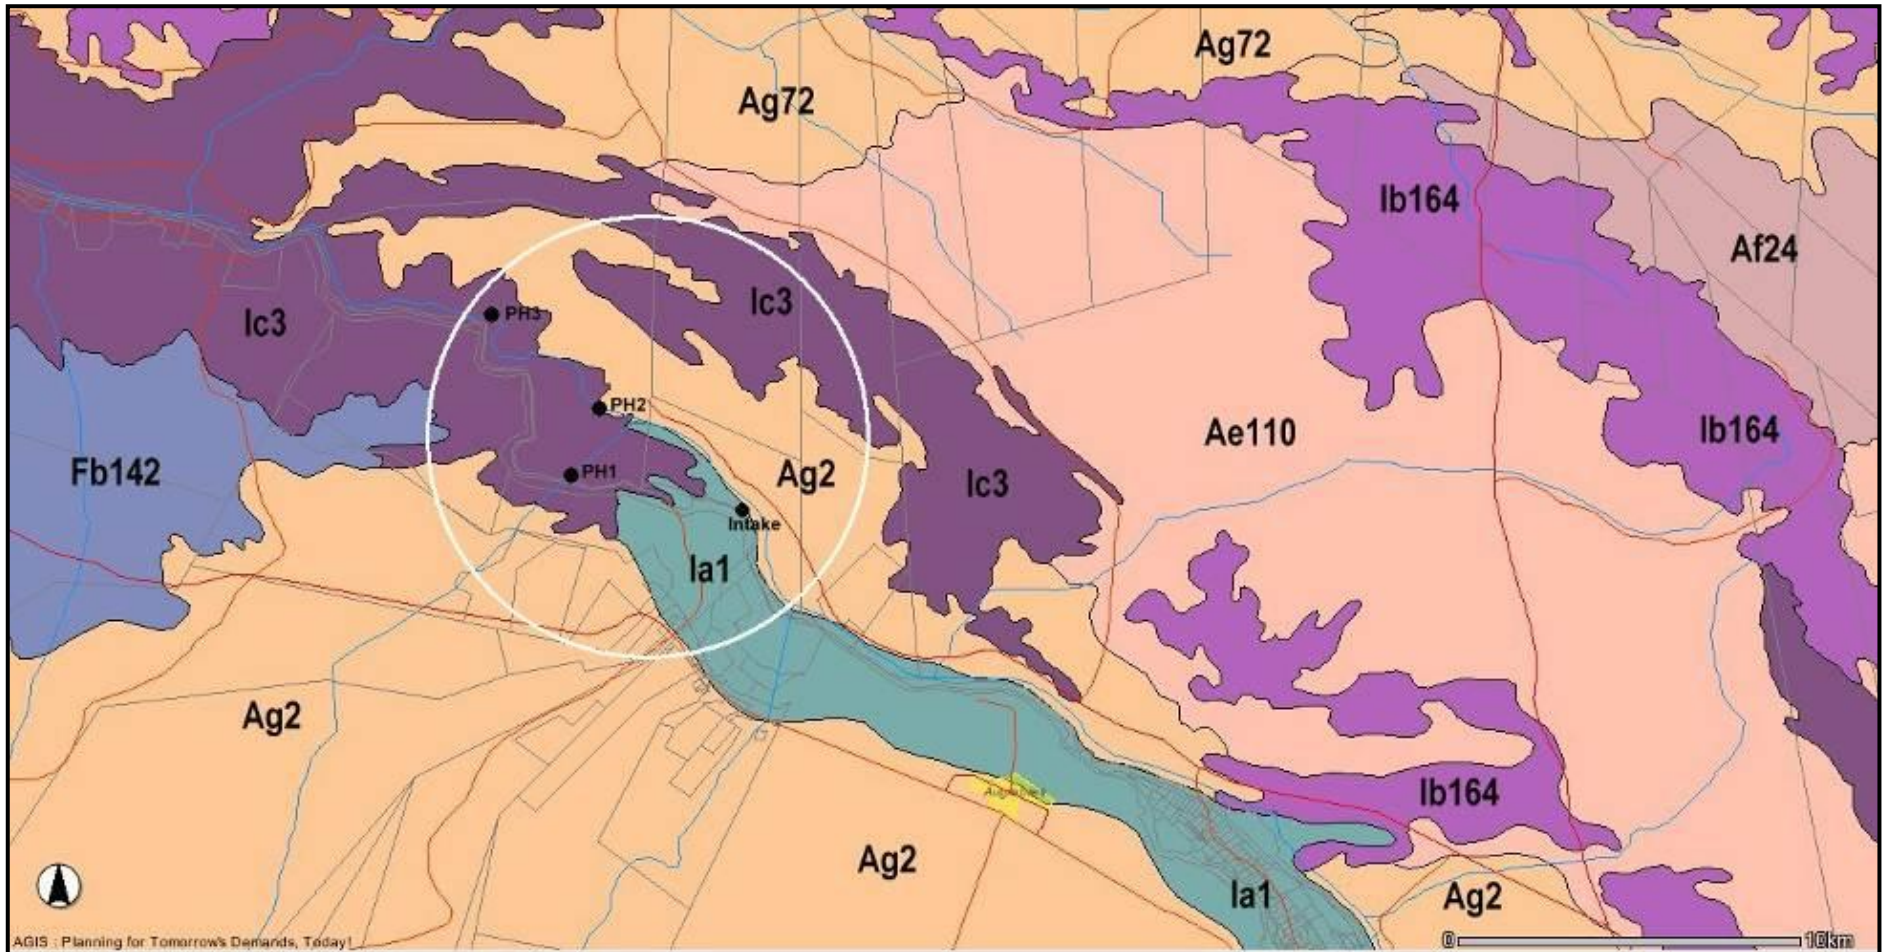 Ag72
Ag72
Ib164
Af24
Ic3
Ic3
PH3
PH2
Ae110
Ib164
Fb142
PH1
Ag2
Ic3
Intake
Ia1
Ag2
Ib164
Ag2
Ia1
Ag2
AGIS : Planning for Tomorrow's Demands, Today!
0
10km